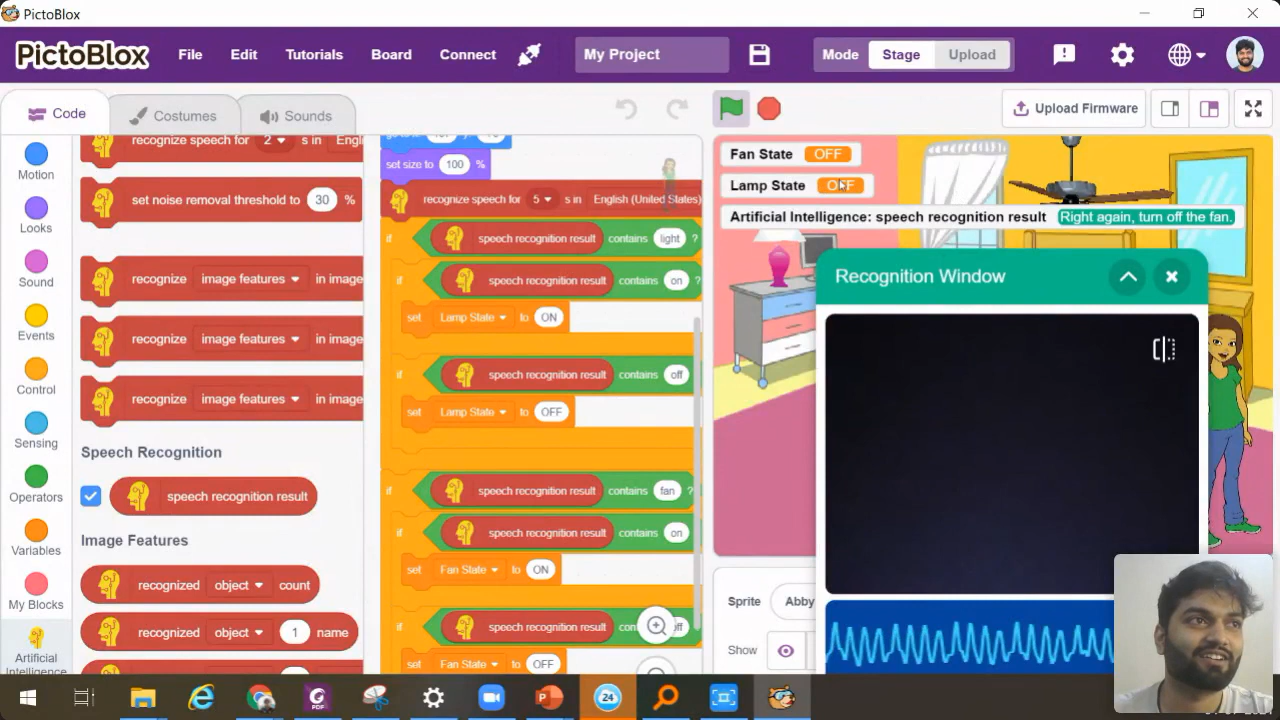 PictoBlox
PictoBlox
File
Edit
Tutorials
Board
Connect
My Project
Mode
Stage
Upload
Code
Costumes
Sounds
Upload Firmware
Motion
Looks
Sound
Events
Control
Sensing
Operators
Variables
My Blocks
Artificial
Intelligence
recognize speech for 2 s in
set noise removal threshold to 30 %
recognize image features in image
recognize image features in image
recognize image features in image
Speech Recognition
speech recognition result
Image Features
recognized object count
recognized object 1 name
set size to 100 %
recognize speech for 5 s in English (United States)
if speech recognition result contains light ?
if speech recognition result contains on
set Lamp State to ON
if speech recognition result contains off
set Lamp State to OFF
if speech recognition result contains fan ?
if speech recognition result contains on
set Fan State to ON
if speech recognition result
set Fan State to OFF
Fan State OFF
Lamp State OFF
Artificial Intelligence: speech recognition result Right again, turn off the fan.
Recognition Window
Sprite Abby
Show
PDF
24